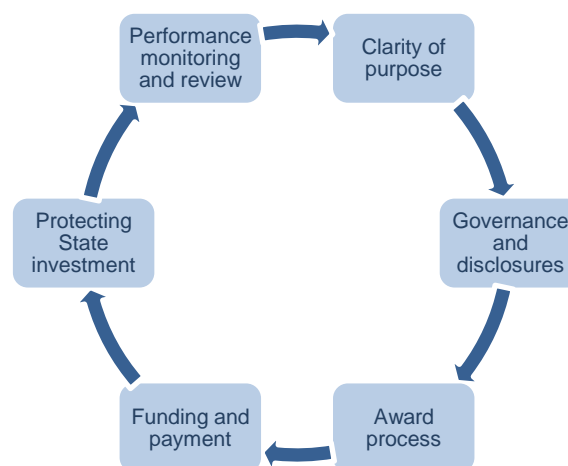 Performance
monitoring
and review
Clarity of
purpose
Governance
and
disclosures
Award
process
Funding and
payment
Protecting
State
investment